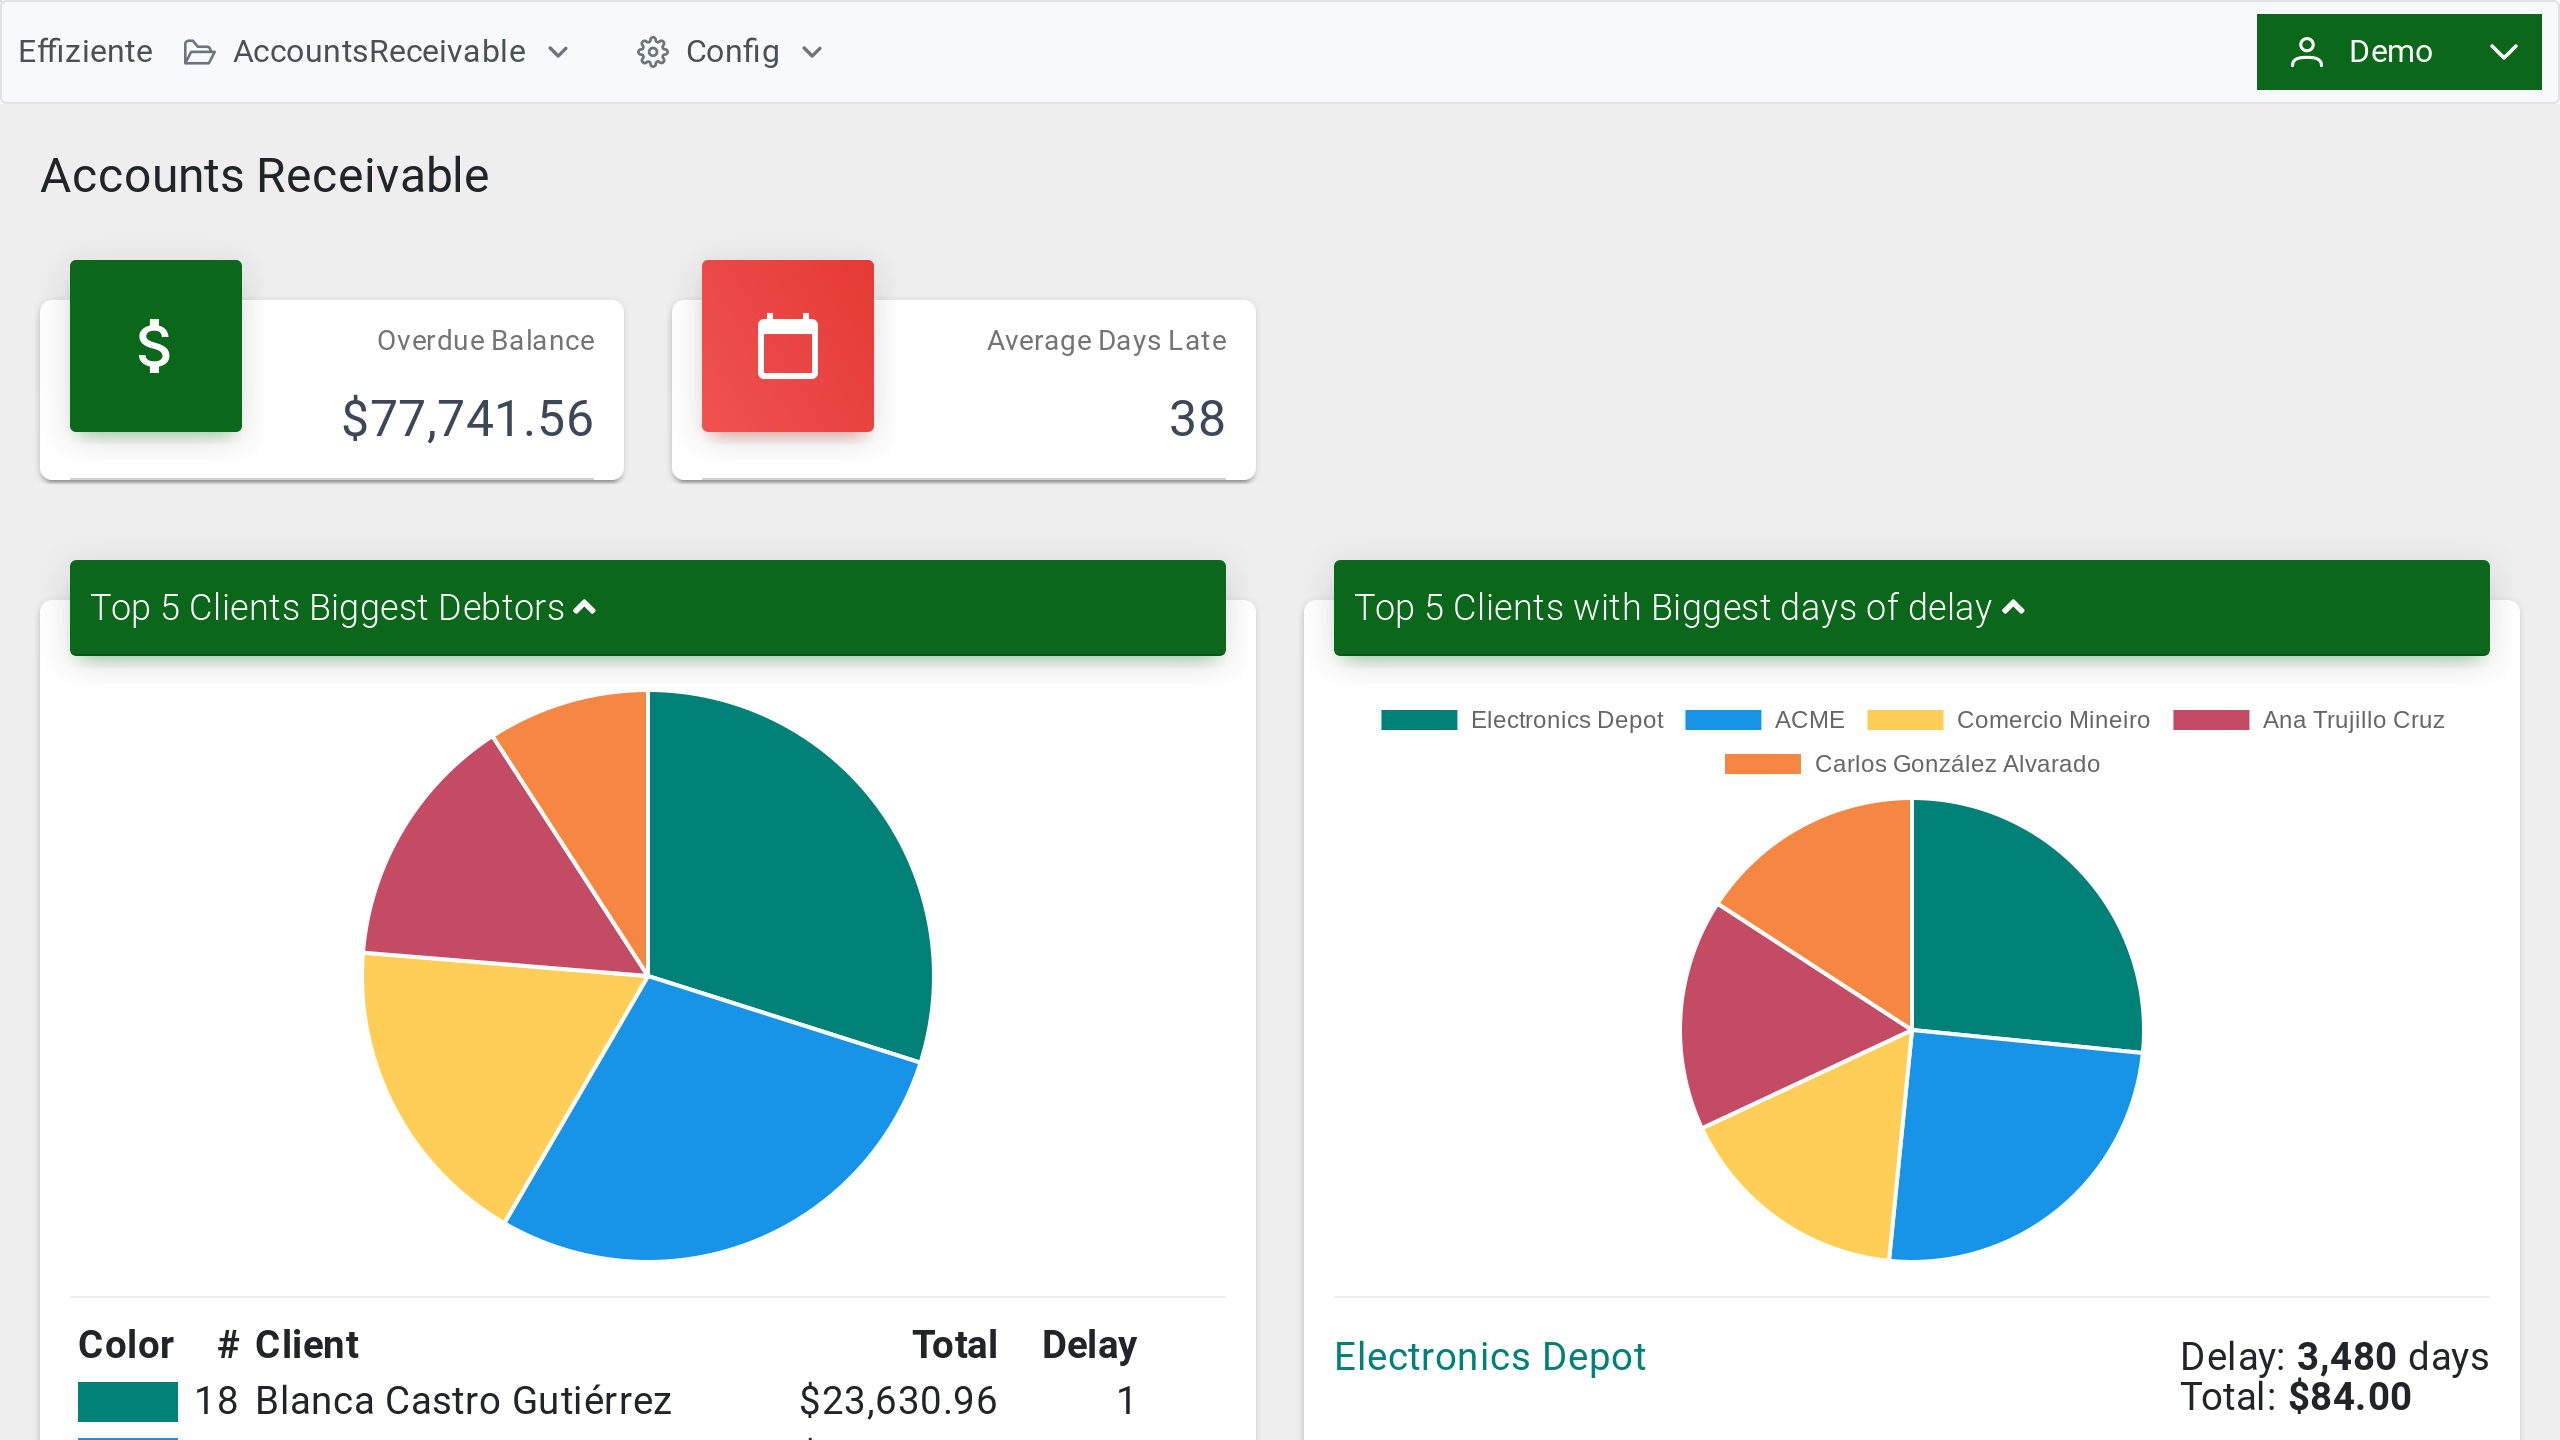 Effiziente AccountsReceivable Config Demo
Accounts Receivable
Overdue Balance
$77,741.56
Average Days Late
38
Top 5 Clients Biggest Debtors
Top 5 Clients with Biggest days of delay
Electronics Depot ACME Comercio Mineiro Ana Trujillo Cruz
Carlos González Alvarado
Color # Client Total Delay
18 Blanca Castro Gutiérrez $23,630.96 1
Electronics Depot
Delay: 3,480 days
Total: $84.00